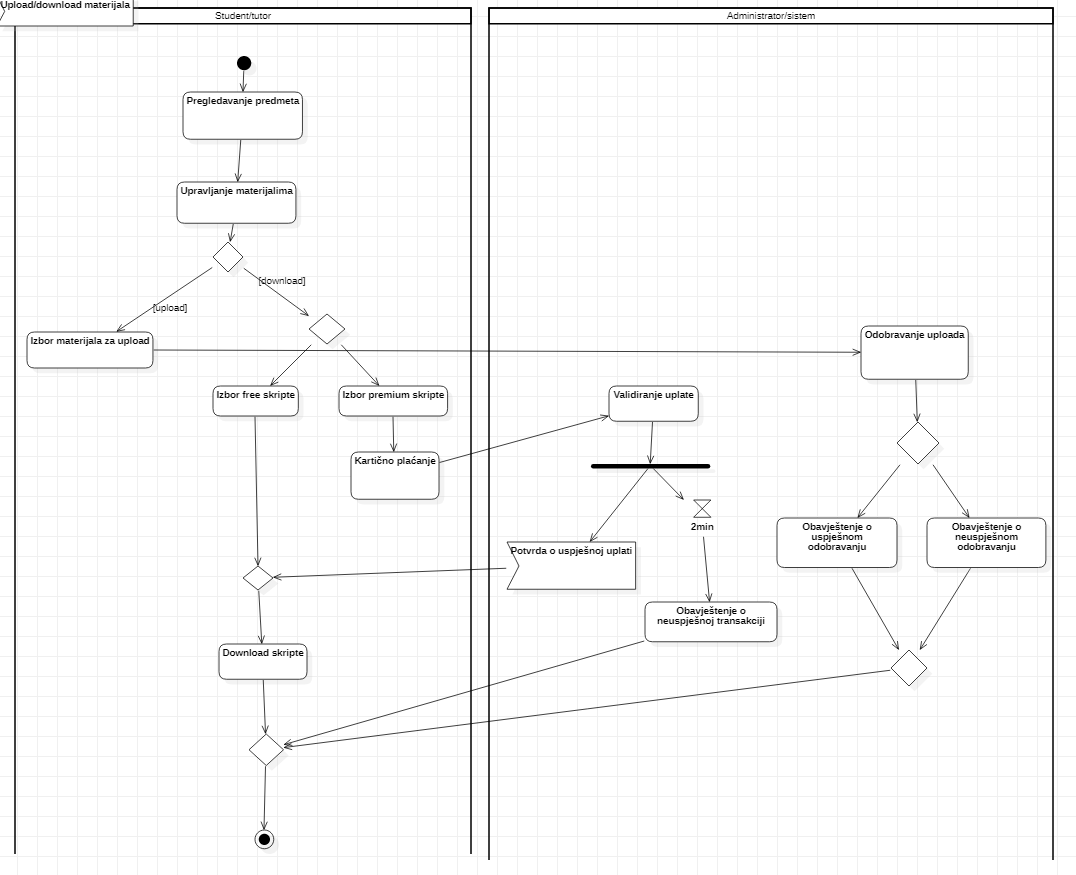 Upload/download materijala
Student/tutor
Administrator/sistem
Pregledavanje predmeta
Upravljanje materijalima
[download]
[upload]
Izbor materijala za upload
Odobravanje uploada
Izbor free skripte
Izbor premium skripte
Validiranje uplate
Kartično plaćanje
2min
Obavještenje o
uspješnom
odobravanju
Obavještenje o
neuspješnom
odobravanju
Potvrda o uspješnoj uplati
Obavještenje o
neuspješnoj transakciji
Download skripte